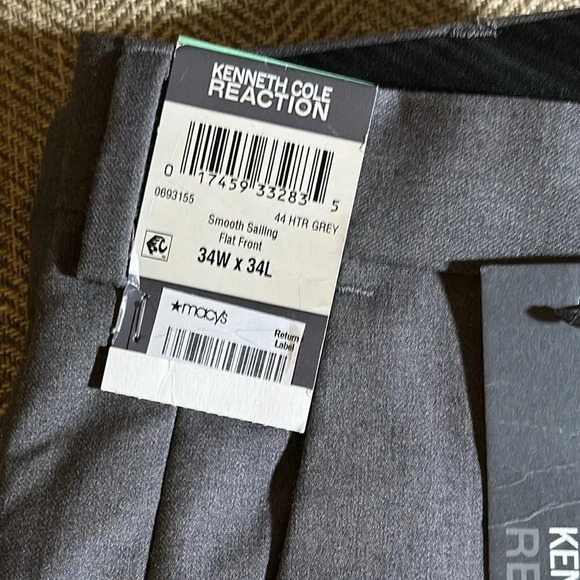 KENNETH COLE
REACTION
0 17459 33283 5
0693155
44 HTR GREY
Smooth Sailing
Flat Front
34W x 34L
★macy's
Return
Label
KEN
RE